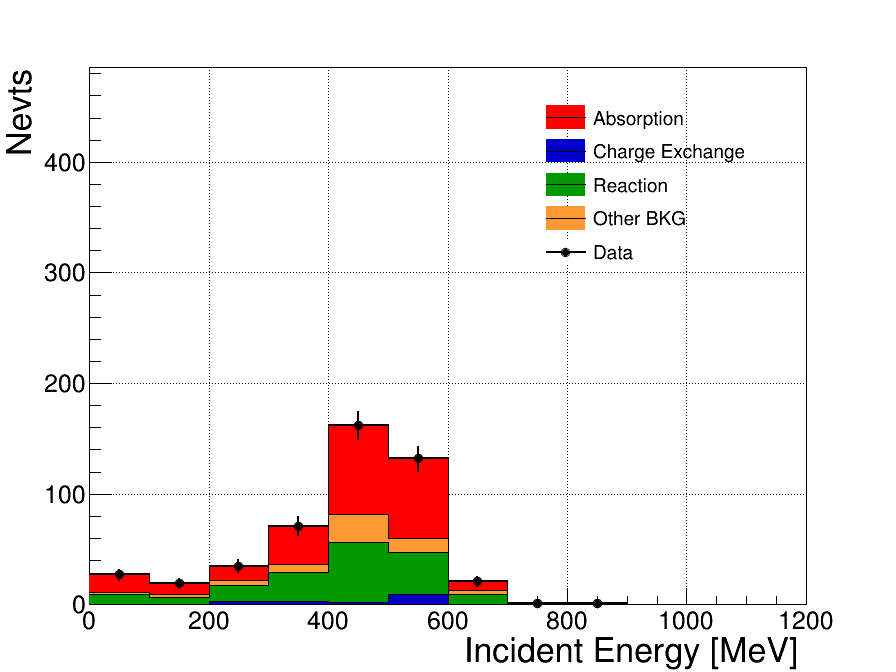 Nevts
400
300
200
100
0
Absorption
Charge Exchange
Reaction
Other BKG
Data
0 200 400 600 800 1000 1200
Incident Energy [MeV]